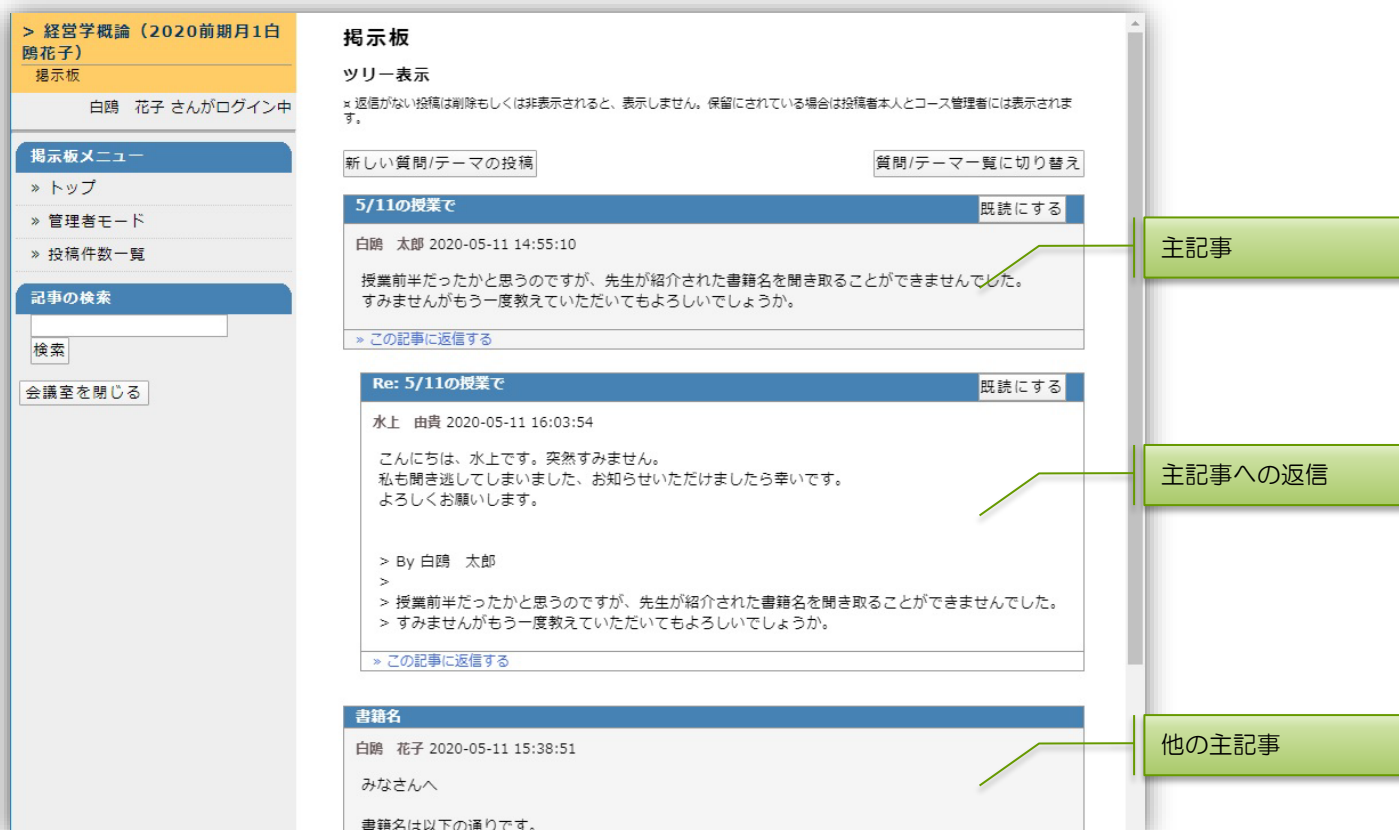 > 経営学概論（2020前期月1白
鴎花子）
掲示板
白鴎　花子 さんがログイン中
掲示板メニュー
» トップ
» 管理者モード
» 投稿件数一覧
記事の検索
検索
会議室を閉じる
掲示板
ツリー表示
※ 返信がない投稿は削除もしくは非表示されると、表示しません。保留にされている場合は投稿者本人とコース管理者には表示されま
す。
新しい質問/テーマの投稿
質問/テーマ一覧に切り替え
5/11の授業で
既読にする
白鴎　太郎 2020-05-11 14:55:10
授業前半だったかと思うのですが、先生が紹介された書籍名を聞き取ることができませんでした。
すみませんがもう一度教えていただいてもよろしいでしょうか。
» この記事に返信する
主記事
Re: 5/11の授業で
既読にする
水上　由貴 2020-05-11 16:03:54
こんにちは、水上です。突然すみません。
私も聞き逃してしまいました、お知らせいただけましたら幸いです。
よろしくお願いします。
> By 白鴎　太郎
>
> 授業前半だったかと思うのですが、先生が紹介された書籍名を聞き取ることができませんでした。
> すみませんがもう一度教えていただいてもよろしいでしょうか。
» この記事に返信する
主記事への返信
書籍名
白鴎　花子 2020-05-11 15:38:51
みなさんへ
書籍名は以下の通りです。
他の主記事